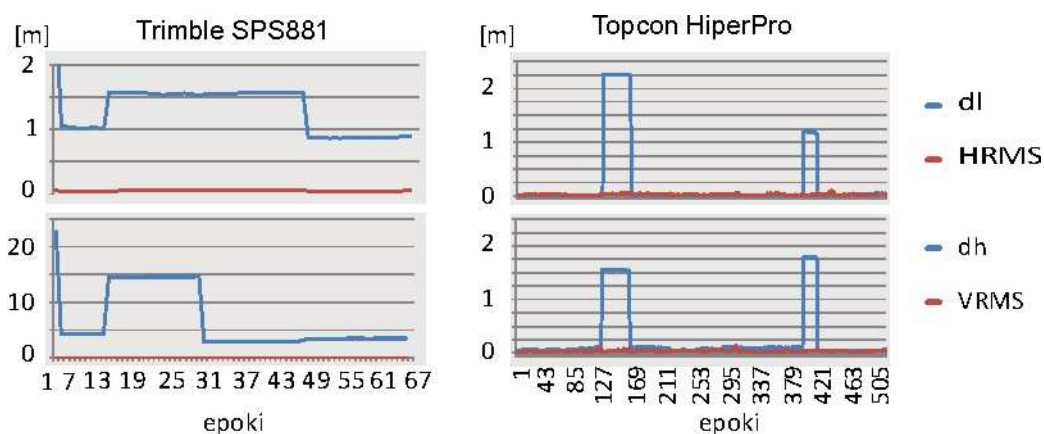 [m]
Trimble SPS881
2
1
0
20
10
0
1 7 13 19 25 31 37 43 49 55 61 67
epoki
[m]
Topcon HiperPro
2
1
0
2
1
0
1 43 85 127 169 211 253 295 337 379 421 463 505
epoki
dl
HRMS
dh
VRMS